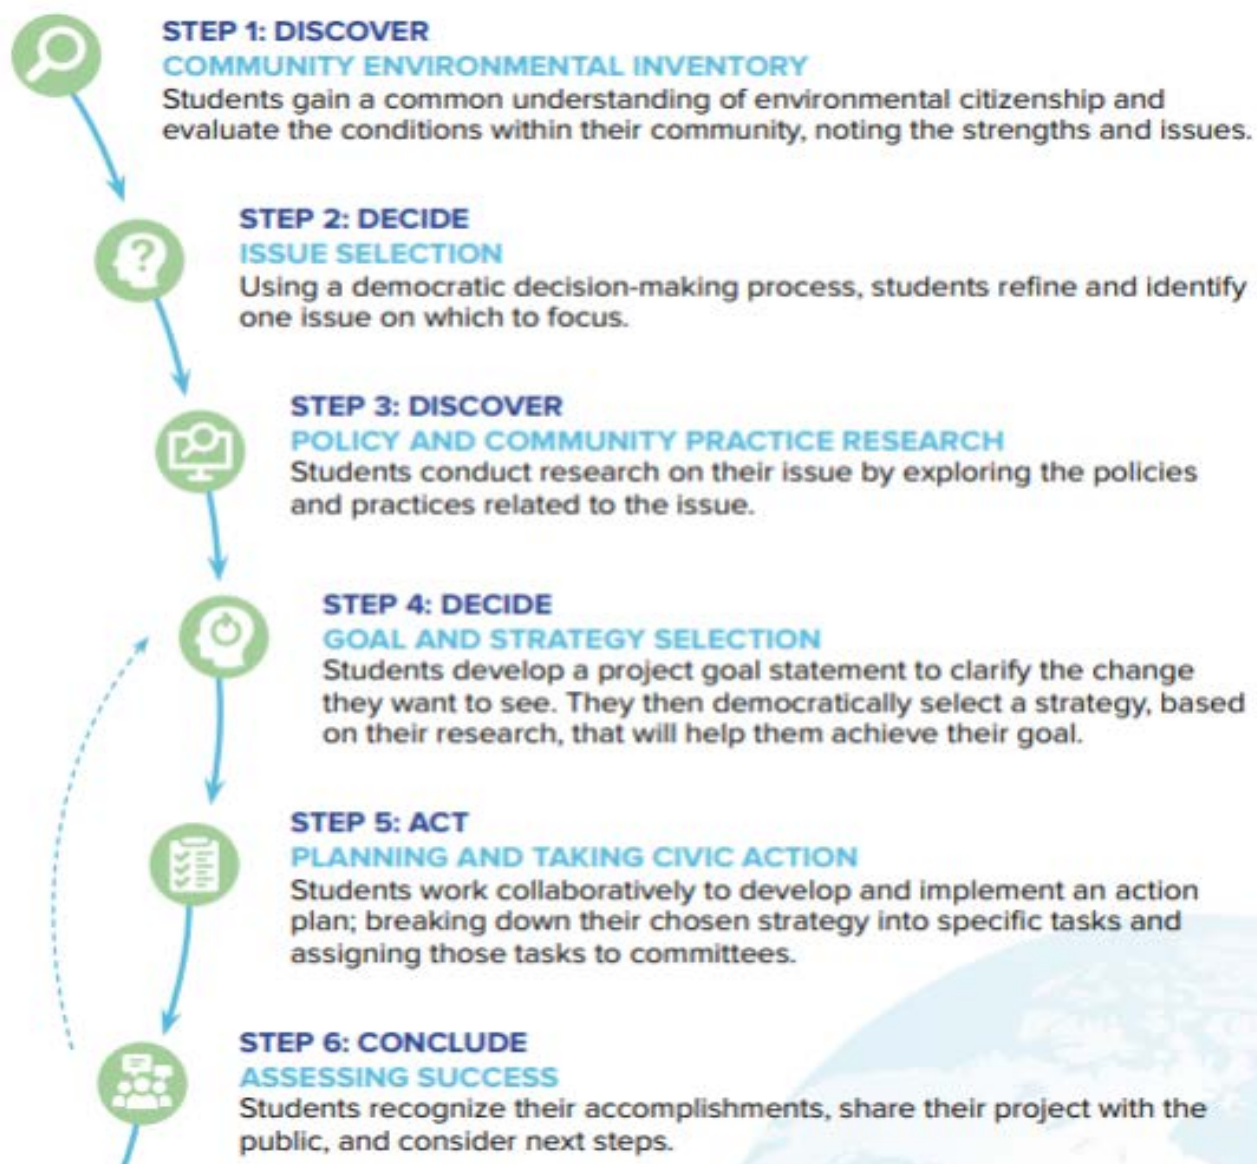 STEP 1: DISCOVER
COMMUNITY ENVIRONMENTAL INVENTORY
Students gain a common understanding of environmental citizenship and
evaluate the conditions within their community, noting the strengths and issues.
STEP 2: DECIDE
ISSUE SELECTION
Using a democratic decision-making process, students refine and identify
one issue on which to focus.
STEP 3: DISCOVER
POLICY AND COMMUNITY PRACTICE RESEARCH
Students conduct research on their issue by exploring the policies
and practices related to the issue.
STEP 4: DECIDE
GOAL AND STRATEGY SELECTION
Students develop a project goal statement to clarify the change
they want to see. They then democratically select a strategy, based
on their research, that will help them achieve their goal.
STEP 5: ACT
PLANNING AND TAKING CIVIC ACTION
Students work collaboratively to develop and implement an action
plan; breaking down their chosen strategy into specific tasks and
assigning those tasks to committees.
STEP 6: CONCLUDE
ASSESSING SUCCESS
Students recognize their accomplishments, share their project with the
public, and consider next steps.